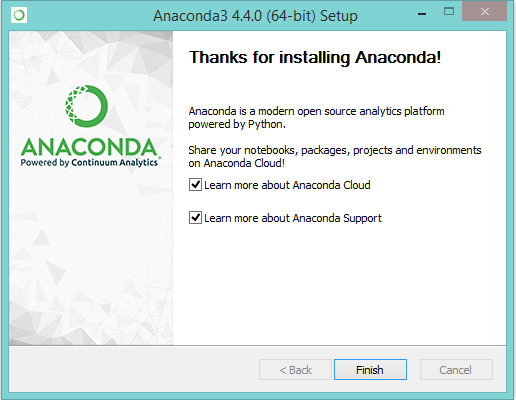 Anaconda3 4.4.0 (64-bit) Setup
Thanks for installing Anaconda!
ANACONDA
Powered by Continuum Analytics
Anaconda is a modern open source analytics platform
powered by Python.
Share your notebooks, packages, projects and environments
on Anaconda Cloud!
Learn more about Anaconda Cloud
Learn more about Anaconda Support
< Back
Finish
Cancel